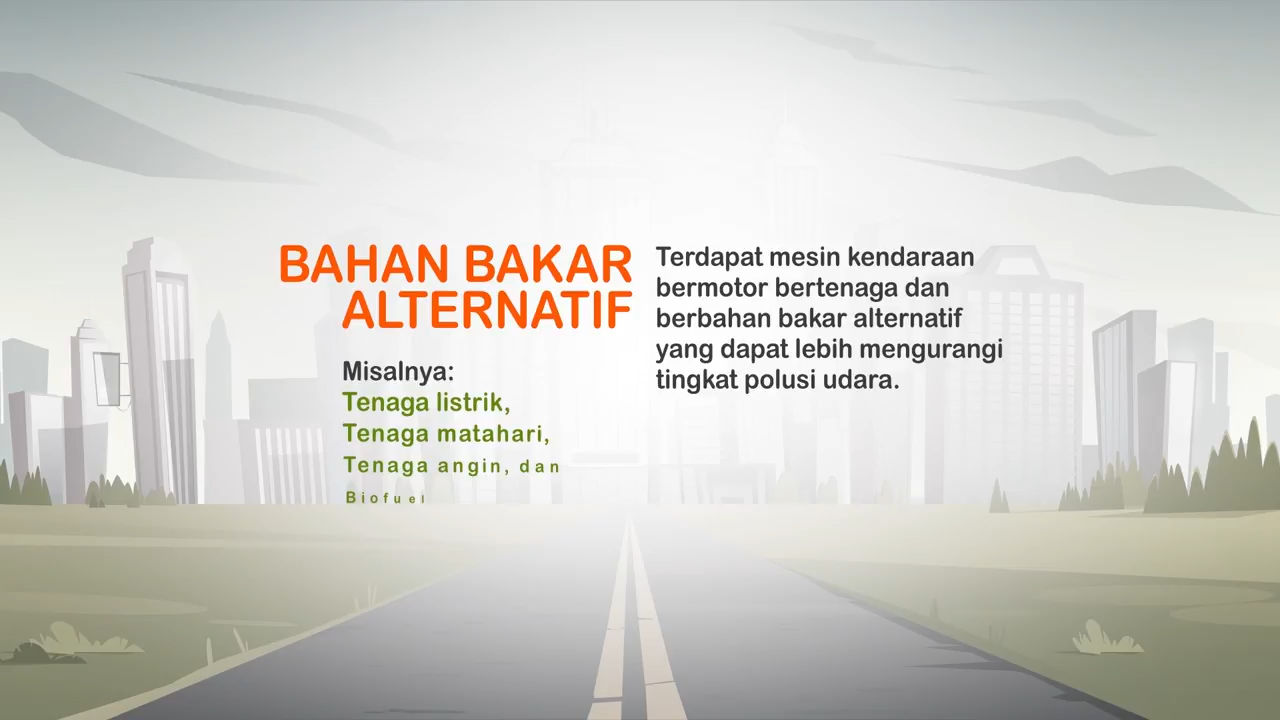 BAHAN BAKAR
ALTERNATIF
Misalnya:
Tenaga listrik,
Tenaga matahari,
Tenaga angin, dan
Biofuel
Terdapat mesin kendaraan
bermotor bertenaga dan
berbahan bakar alternatif
yang dapat lebih mengurangi
tingkat polusi udara.